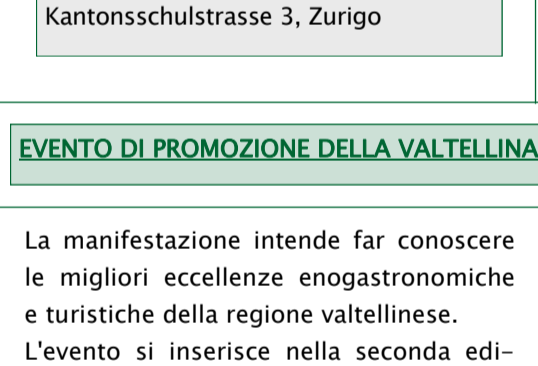 Kantonsschulstrasse 3, Zurigo
EVENTO DI PROMOZIONE DELLA VALTELLINA
La manifestazione intende far conoscere
le migliori eccellenze enogastronomiche
e turistiche della regione valtellinese.
L'evento si inserisce nella seconda edi-